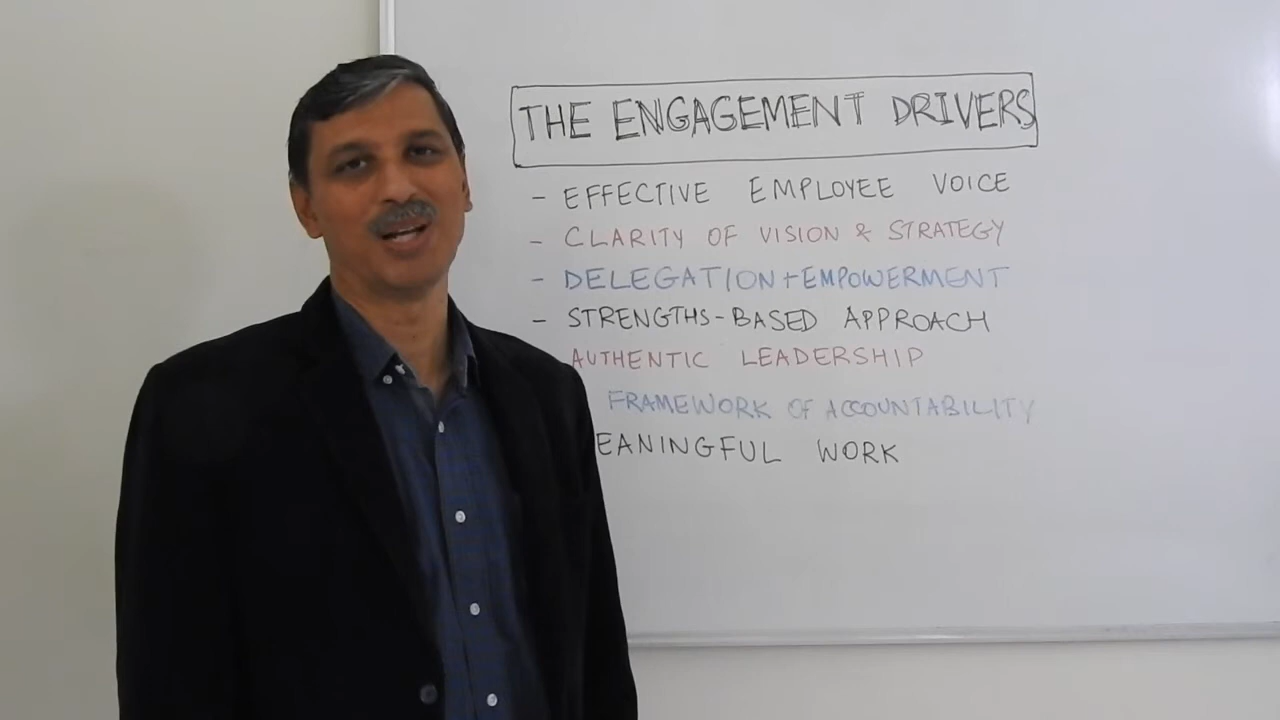 THE ENGAGEMENT DRIVERS
- EFFECTIVE EMPLOYEE VOICE
- CLARITY OF VISION & STRATEGY
- DELEGATION + EMPOWERMENT
- STRENGTHS-BASED APPROACH
AUTHENTIC LEADERSHIP
FRAMEWORK OF ACCOUNTABILITY
EANINGFUL WORK